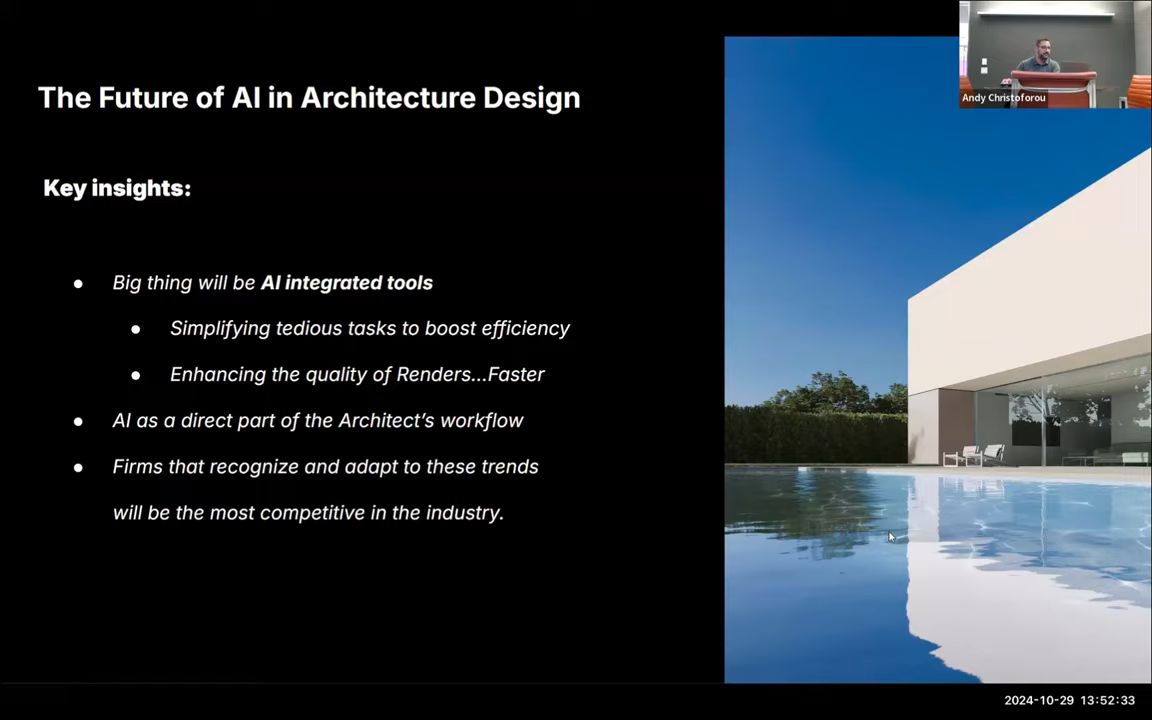 The Future of AI in Architecture Design
Andy Christoforou
Key insights:
● Big thing will be AI integrated tools
● Simplifying tedious tasks to boost efficiency
● Enhancing the quality of Renders...Faster
● AI as a direct part of the Architect’s workflow
● Firms that recognize and adapt to these trends
will be the most competitive in the industry.
2024-10-29 13:52:33